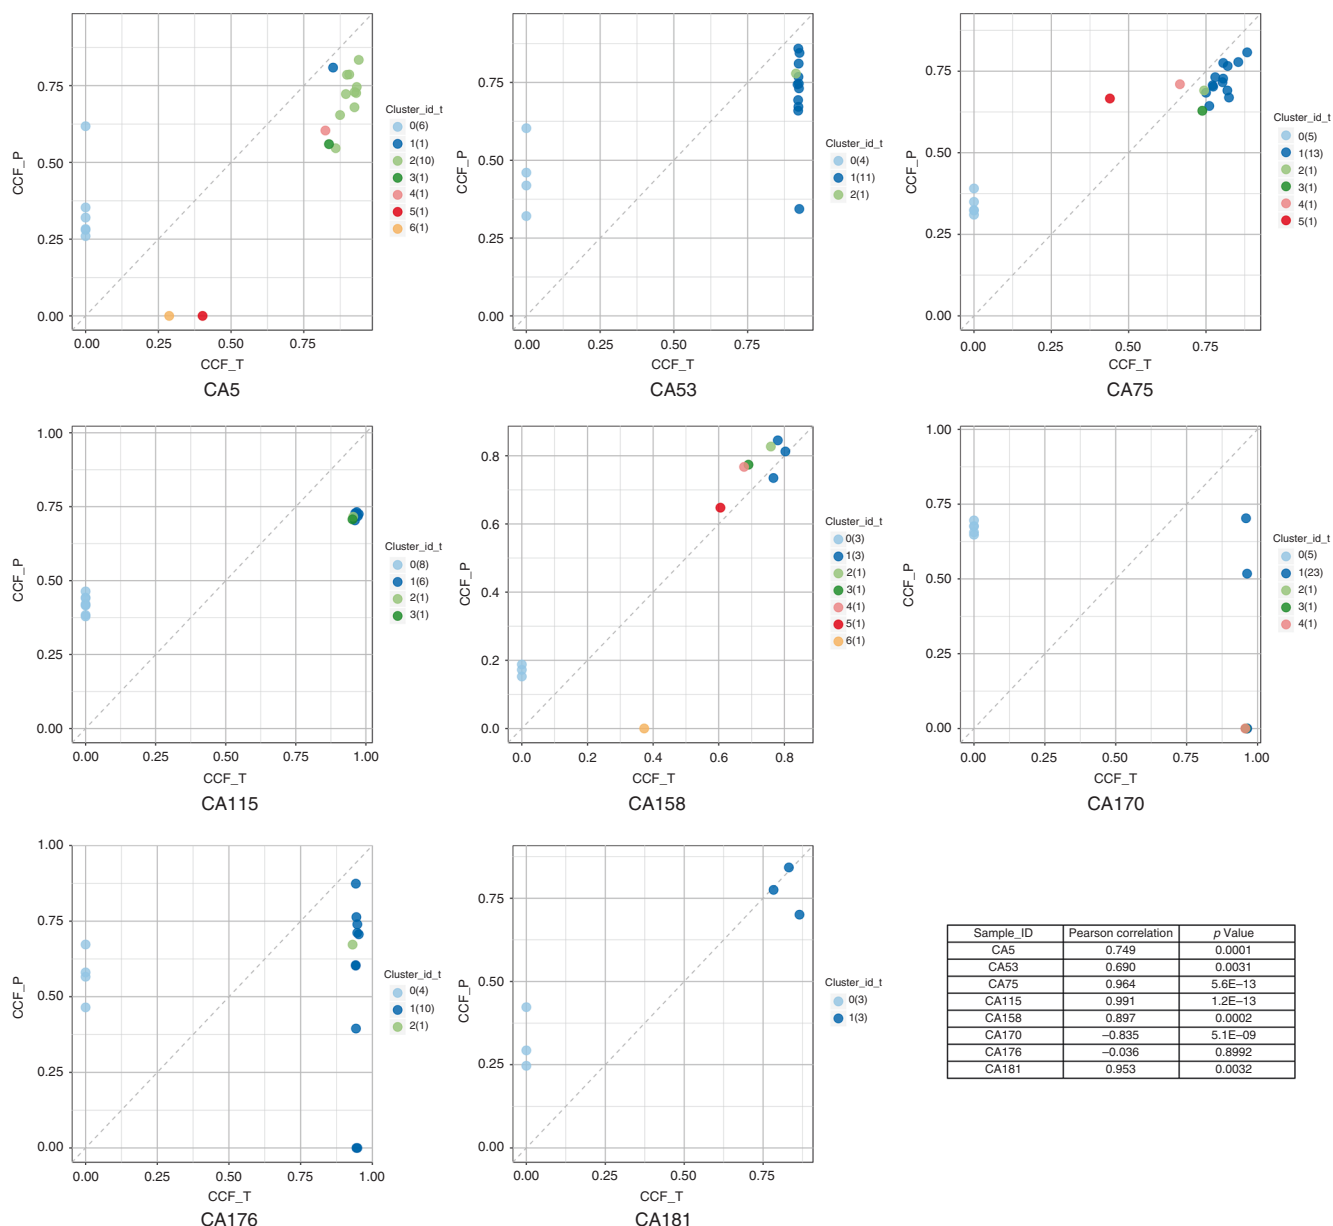 CCF_P
0.75
0.50
0.25
0.00
0.00 0.25 0.50 0.75
CCF_T
CA5
Cluster_id_t
0(6)
1(1)
2(10)
3(1)
4(1)
5(1)
6(1)
CCF_P
0.75
0.50
0.25
0.00
0.00 0.25 0.50 0.75
CCF_T
CA53
Cluster_id_t
0(4)
1(11)
2(1)
CCF_P
0.75
0.50
0.25
0.00
0.00 0.25 0.50 0.75
CCF_T
CA75
Cluster_id_t
0(5)
1(13)
2(1)
3(1)
4(1)
5(1)
CCF_P
1.00
0.75
0.50
0.25
0.00
0.00 0.25 0.50 0.75 1.00
CCF_T
CA115
Cluster_id_t
0(8)
1(6)
2(1)
3(1)
CCF_P
0.8
0.6
0.4
0.2
0.0
0.0 0.2 0.4 0.6 0.8
CCF_T
CA158
Cluster_id_t
0(3)
1(3)
2(1)
3(1)
4(1)
5(1)
6(1)
CCF_P
1.00
0.75
0.50
0.25
0.00
0.00 0.25 0.50 0.75 1.00
CCF_T
CA170
Cluster_id_t
0(5)
1(23)
2(1)
3(1)
4(1)
CCF_P
1.00
0.75
0.50
0.25
0.00
0.00 0.25 0.50 0.75 1.00
CCF_T
CA176
Cluster_id_t
0(4)
1(10)
2(1)
CCF_P
0.75
0.50
0.25
0.00
0.00 0.25 0.50 0.75
CCF_T
CA181
Cluster_id_t
0(3)
1(3)
Sample_ID Pearson correlation p Value
CA5 0.749 0.0001
CA53 0.690 0.0031
CA75 0.964 5.6E–13
CA115 0.991 1.2E–13
CA158 0.897 0.0002
CA170 –0.835 5.1E–09
CA176 –0.036 0.8992
CA181 0.953 0.0032